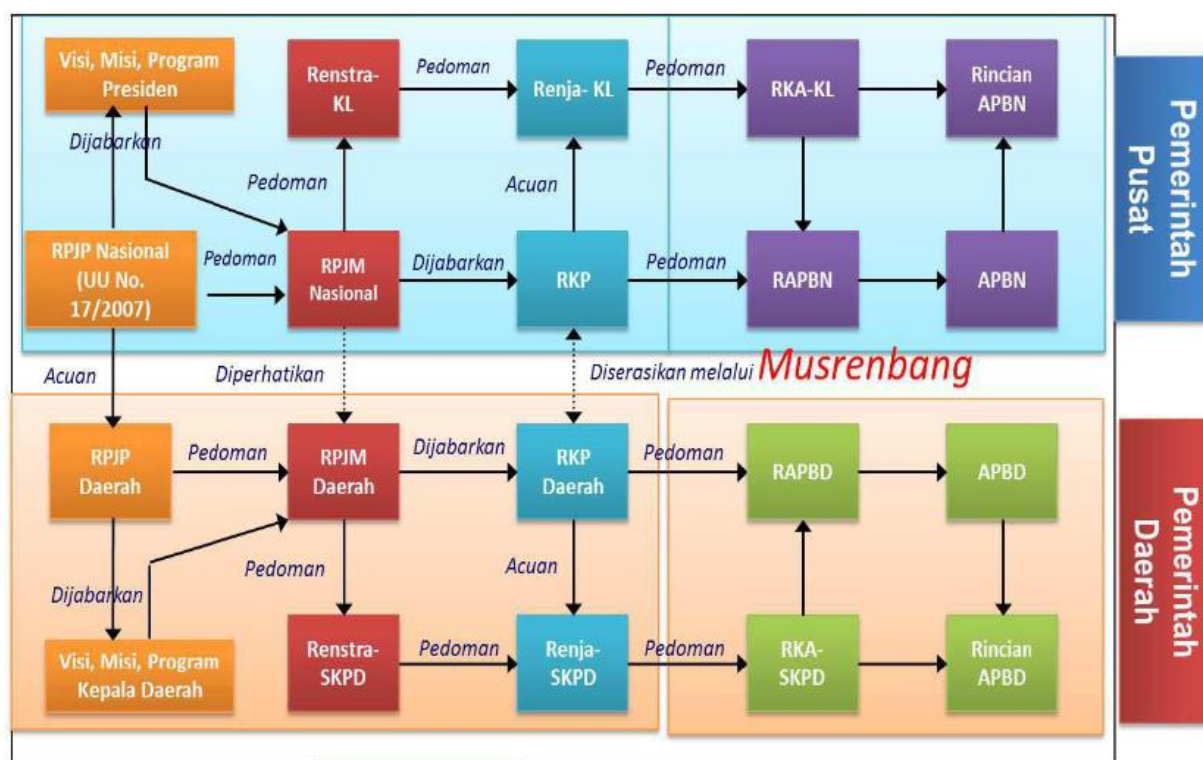 Visi, Misi, Program
Presiden
Renstra-
KL
Pedoman
Renja- KL
Pedoman
RKA-KL
Rincian
APBN
Dijabarkan
Pedoman
Acuan
RPJP Nasional
(UU No.
17/2007)
Pedoman
RPJM
Nasional
Dijabarkan
RKP
Pedoman
RAPBN
APBN
Pemerintah
Pusat
Acuan
Diperhatikan
Diserasikan melalui Musrenbang
RPJP
Daerah
Pedoman
RPJM
Daerah
Dijabarkan
RKP
Daerah
Pedoman
RAPBD
APBD
Dijabarkan
Pedoman
Acuan
Visi, Misi, Program
Kepala Daerah
Renstra-
SKPD
Pedoman
Renja-
SKPD
Pedoman
RKA-
SKPD
Rincian
APBD
Pemerintah
Daerah